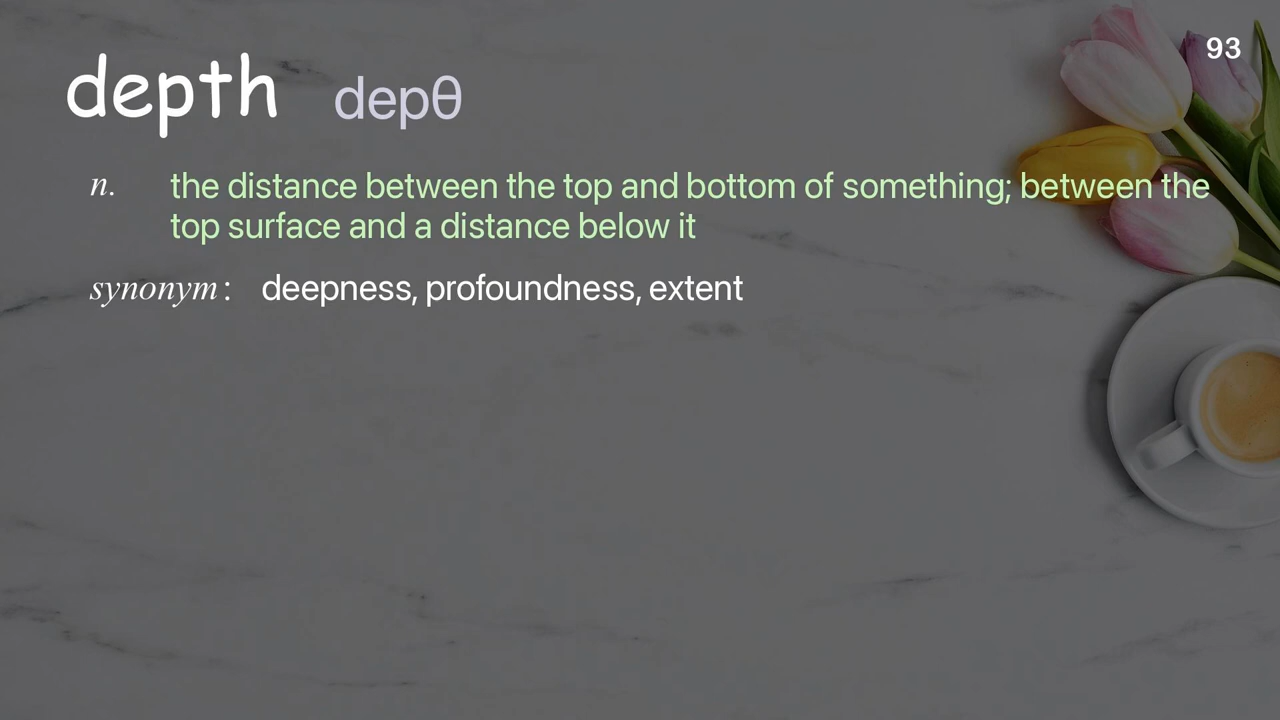 93
depth depθ
n. the distance between the top and bottom of something; between the
top surface and a distance below it
synonym: deepness, profoundness, extent